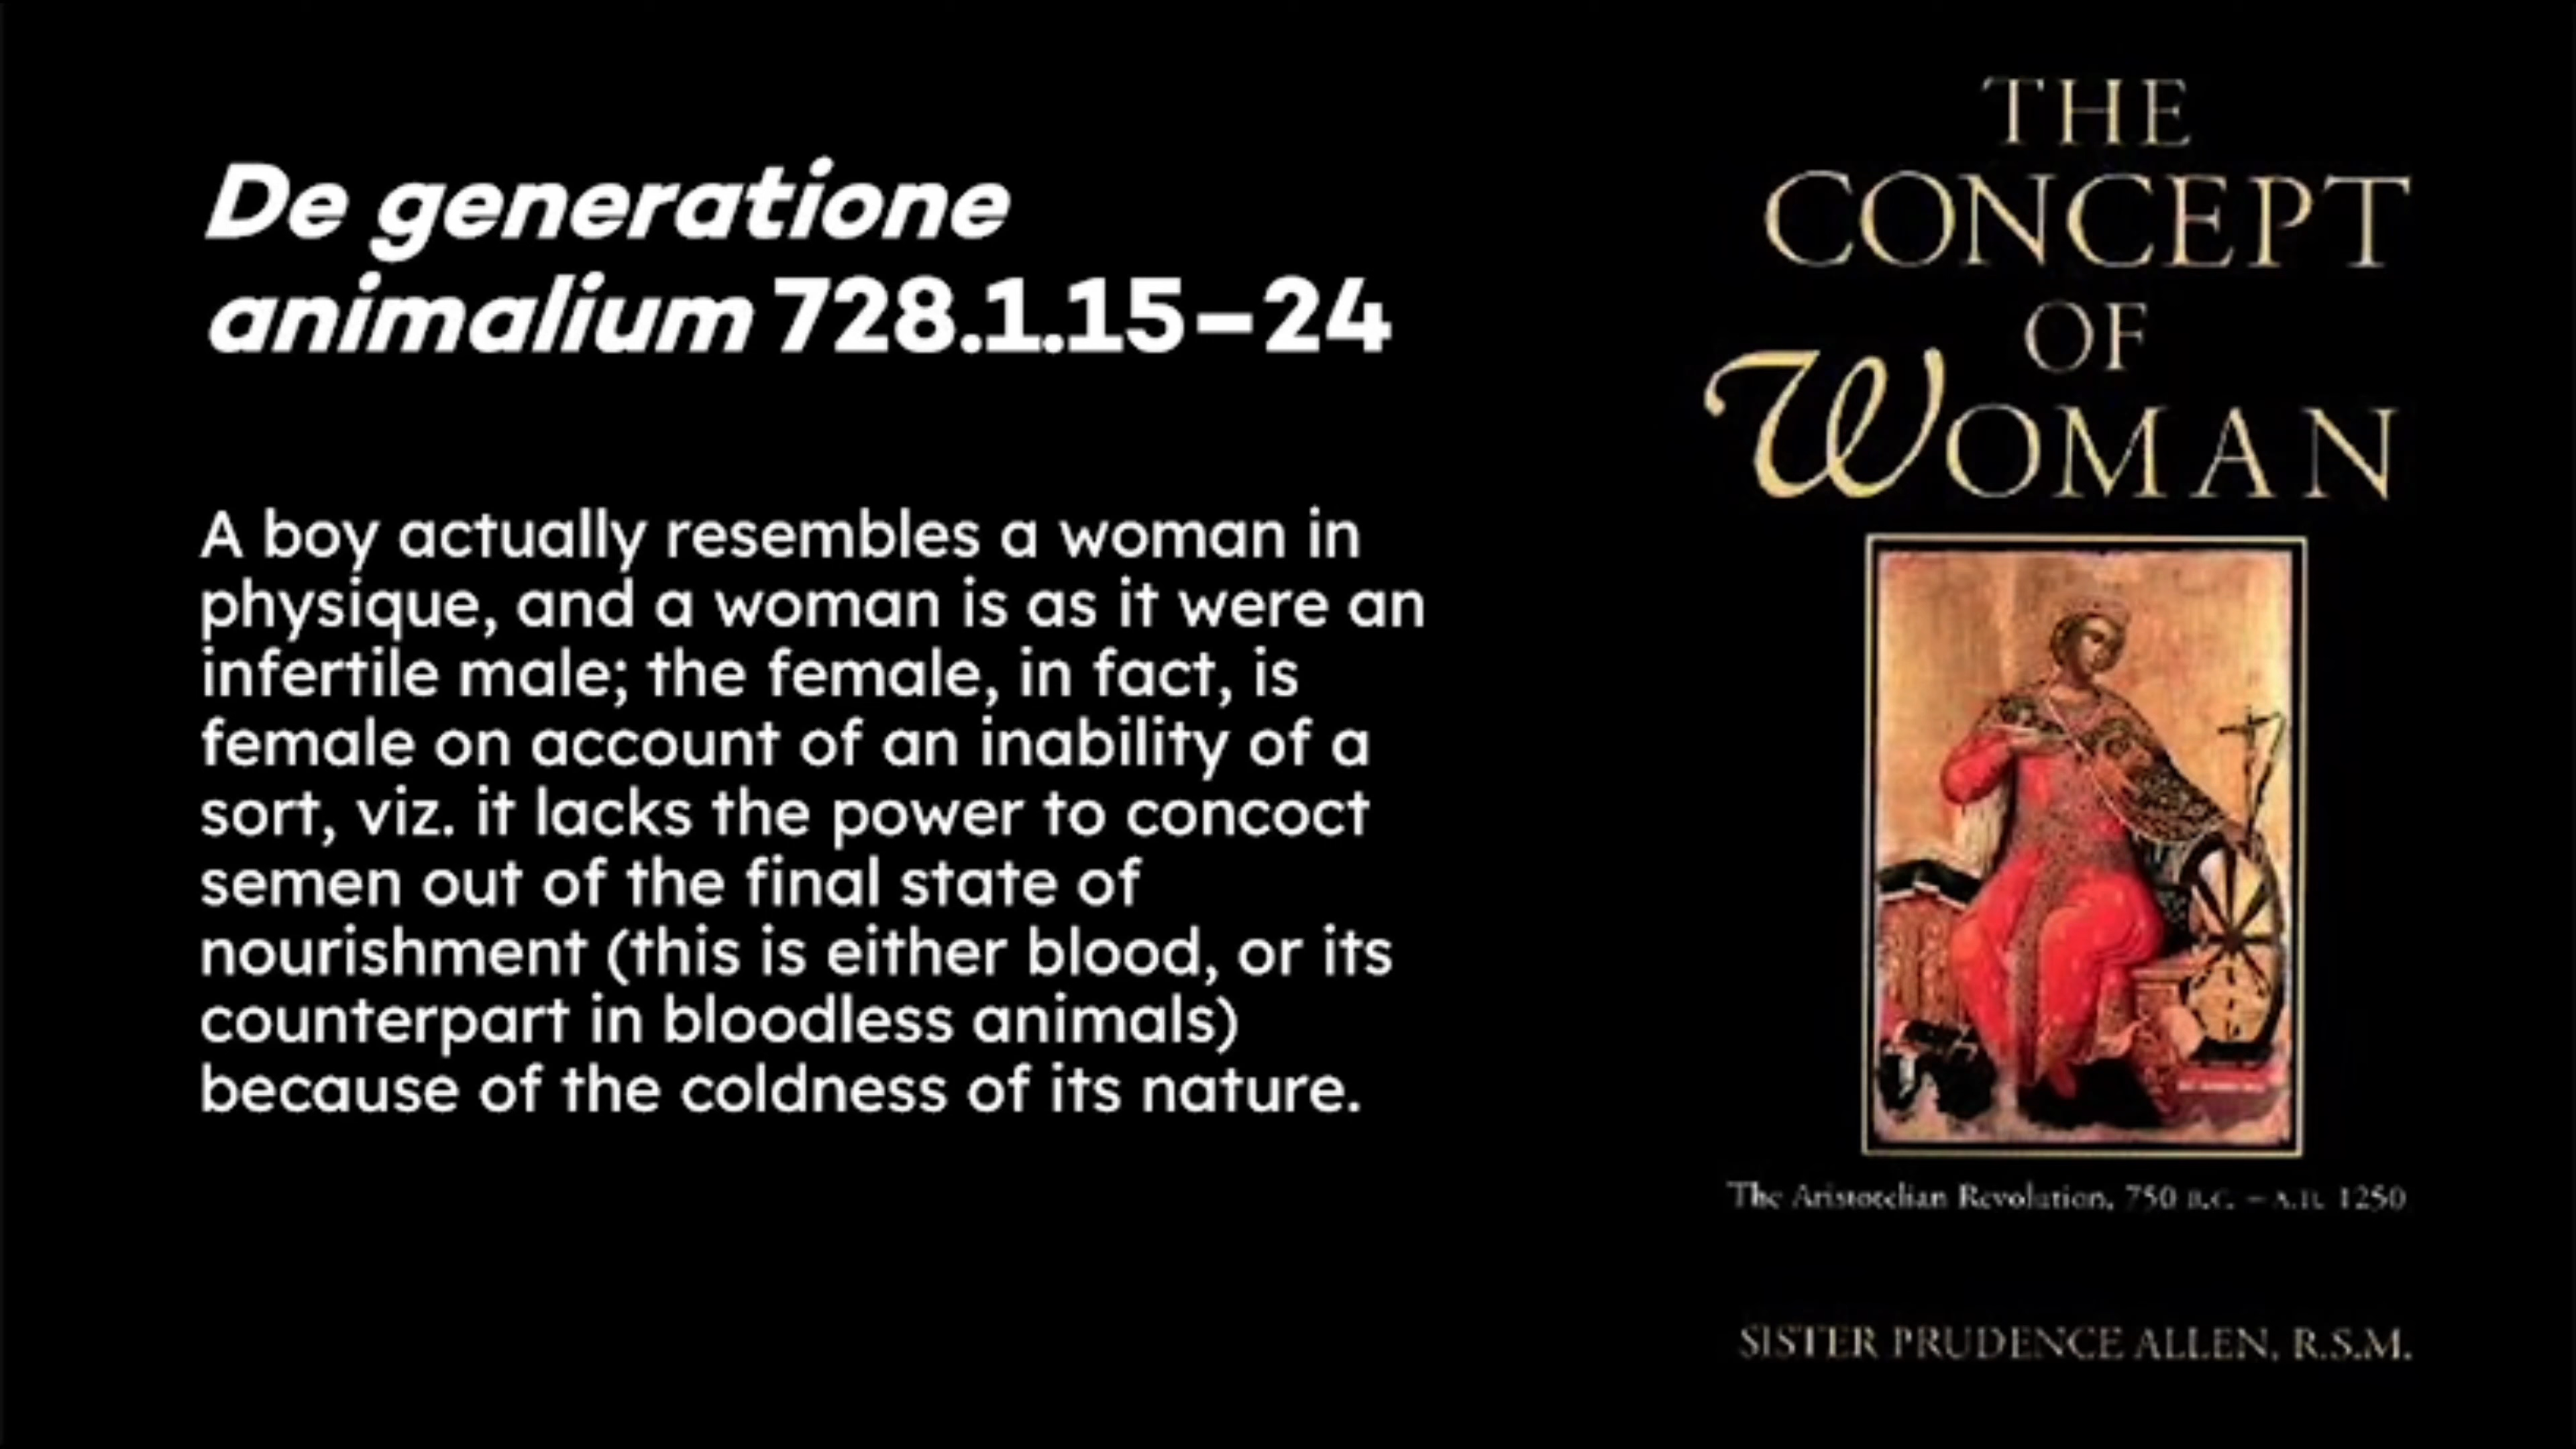 De generatione
animalium 728.1.15–24
A boy actually resembles a woman in
physique, and a woman is as it were an
infertile male; the female, in fact, is
female on account of an inability of a
sort, viz. it lacks the power to concoct
semen out of the final state of
nourishment (this is either blood, or its
counterpart in bloodless animals)
because of the coldness of its nature.
THE
CONCEPT
OF
WOMAN
The Aristotelian Revolution, 750 B.C. – A.D. 1250
SISTER PRUDENCE ALLEN, R.S.M.